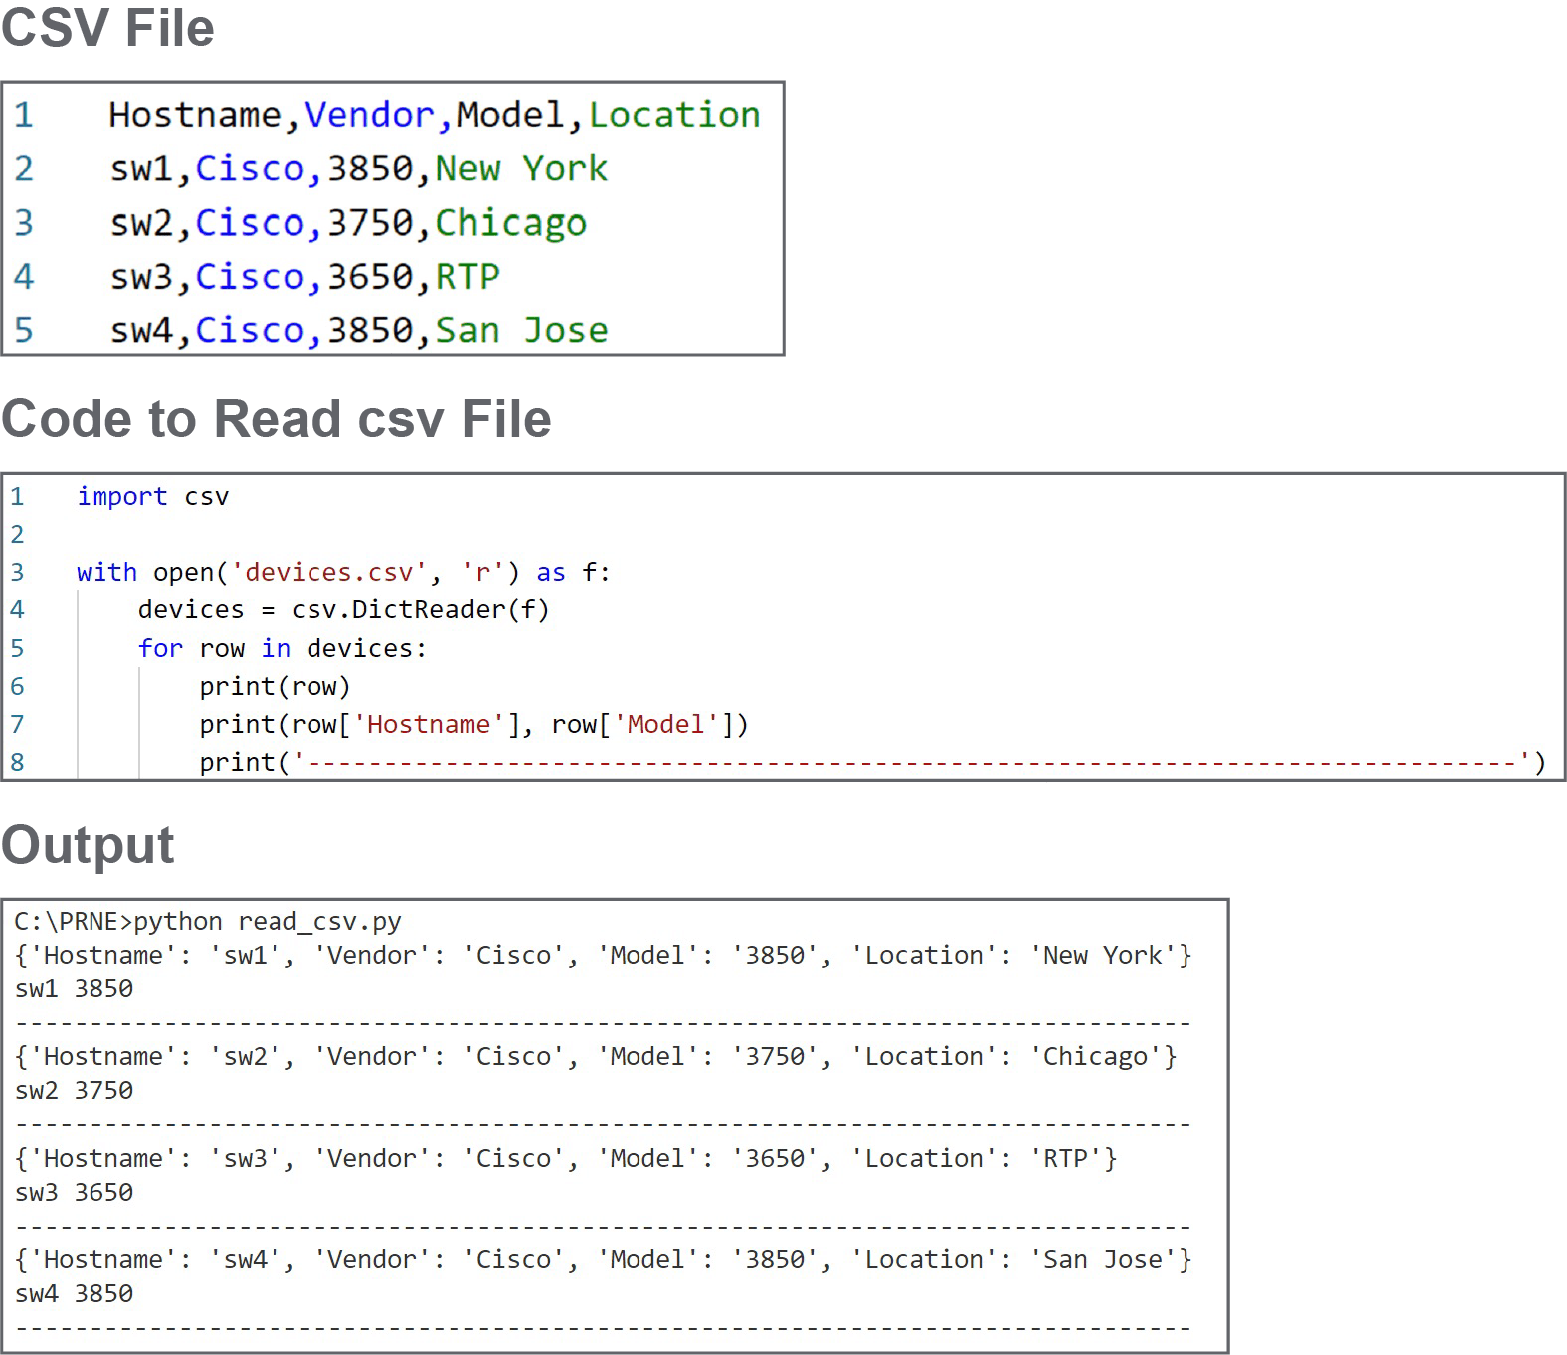 CSV File
1 Hostname,Vendor,Model,Location
2 sw1,Cisco,3850,New York
3 sw2,Cisco,3750,Chicago
4 sw3,Cisco,3650,RTP
5 sw4,Cisco,3850,San Jose
Code to Read csv File
1 import csv
2
3 with open('devices.csv', 'r') as f:
4     devices = csv.DictReader(f)
5     for row in devices:
6         print(row)
7         print(row['Hostname'], row['Model'])
8         print('-------------------------------------------------------------------------------')
Output
C:\PRNE>python read_csv.py
{'Hostname': 'sw1', 'Vendor': 'Cisco', 'Model': '3850', 'Location': 'New York'}
sw1 3850
-------------------------------------------------------------------------------
{'Hostname': 'sw2', 'Vendor': 'Cisco', 'Model': '3750', 'Location': 'Chicago'}
sw2 3750
-------------------------------------------------------------------------------
{'Hostname': 'sw3', 'Vendor': 'Cisco', 'Model': '3650', 'Location': 'RTP'}
sw3 3650
-------------------------------------------------------------------------------
{'Hostname': 'sw4', 'Vendor': 'Cisco', 'Model': '3850', 'Location': 'San Jose'}
sw4 3850
-------------------------------------------------------------------------------